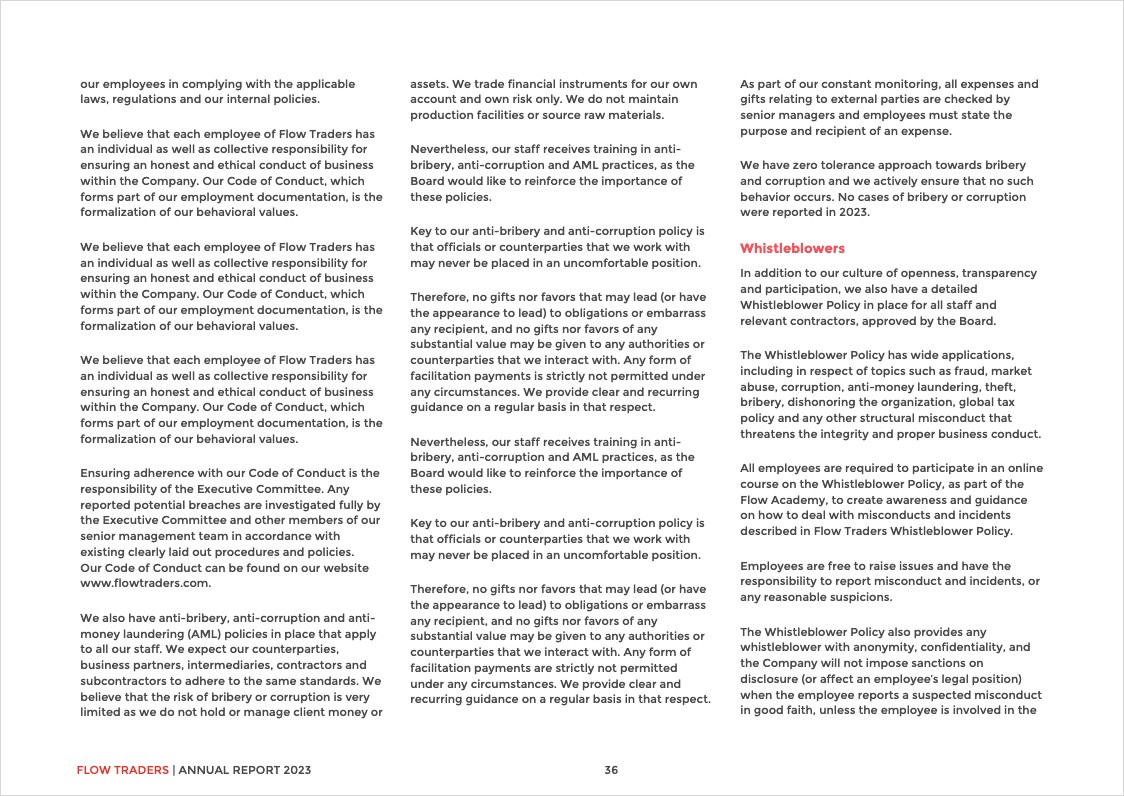 our employees in complying with the applicable
laws, regulations and our internal policies.
We believe that each employee of Flow Traders has
an individual as well as collective responsibility for
ensuring an honest and ethical conduct of business
within the Company. Our Code of Conduct, which
forms part of our employment documentation, is the
formalization of our behavioral values.
We believe that each employee of Flow Traders has
an individual as well as collective responsibility for
ensuring an honest and ethical conduct of business
within the Company. Our Code of Conduct, which
forms part of our employment documentation, is the
formalization of our behavioral values.
We believe that each employee of Flow Traders has
an individual as well as collective responsibility for
ensuring an honest and ethical conduct of business
within the Company. Our Code of Conduct, which
forms part of our employment documentation, is the
formalization of our behavioral values.
Ensuring adherence with our Code of Conduct is the
responsibility of the Executive Committee. Any
reported potential breaches are investigated fully by
the Executive Committee and other members of our
senior management team in accordance with
existing clearly laid out procedures and policies.
Our Code of Conduct can be found on our website
www.flowtraders.com.
We also have anti-bribery, anti-corruption and anti-
money laundering (AML) policies in place that apply
to all our staff. We expect our counterparties,
business partners, intermediaries, contractors and
subcontractors to adhere to the same standards. We
believe that the risk of bribery or corruption is very
limited as we do not hold or manage client money or
assets. We trade financial instruments for our own
account and own risk only. We do not maintain
production facilities or source raw materials.
Nevertheless, our staff receives training in anti-
bribery, anti-corruption and AML practices, as the
Board would like to reinforce the importance of
these policies.
Key to our anti-bribery and anti-corruption policy is
that officials or counterparties that we work with
may never be placed in an uncomfortable position.
Therefore, no gifts nor favors that may lead (or have
the appearance to lead) to obligations or embarrass
any recipient, and no gifts nor favors of any
substantial value may be given to any authorities or
counterparties that we interact with. Any form of
facilitation payments is strictly not permitted under
any circumstances. We provide clear and recurring
guidance on a regular basis in that respect.
Nevertheless, our staff receives training in anti-
bribery, anti-corruption and AML practices, as the
Board would like to reinforce the importance of
these policies.
Key to our anti-bribery and anti-corruption policy is
that officials or counterparties that we work with
may never be placed in an uncomfortable position.
Therefore, no gifts nor favors that may lead (or have
the appearance to lead) to obligations or embarrass
any recipient, and no gifts nor favors of any
substantial value may be given to any authorities or
counterparties that we interact with. Any form of
facilitation payments are strictly not permitted
under any circumstances. We provide clear and
recurring guidance on a regular basis in that respect.
As part of our constant monitoring, all expenses and
gifts relating to external parties are checked by
senior managers and employees must state the
purpose and recipient of an expense.
We have zero tolerance approach towards bribery
and corruption and we actively ensure that no such
behavior occurs. No cases of bribery or corruption
were reported in 2023.
Whistleblowers
In addition to our culture of openness, transparency
and participation, we also have a detailed
Whistleblower Policy in place for all staff and
relevant contractors, approved by the Board.
The Whistleblower Policy has wide applications,
including in respect of topics such as fraud, market
abuse, corruption, anti-money laundering, theft,
bribery, dishonoring the organization, global tax
policy and any other structural misconduct that
threatens the integrity and proper business conduct.
All employees are required to participate in an online
course on the Whistleblower Policy, as part of the
Flow Academy, to create awareness and guidance
on how to deal with misconducts and incidents
described in Flow Traders Whistleblower Policy.
Employees are free to raise issues and have the
responsibility to report misconduct and incidents, or
any reasonable suspicions.
The Whistleblower Policy also provides any
whistleblower with anonymity, confidentiality, and
the Company will not impose sanctions on
disclosure (or affect an employee's legal position)
when the employee reports a suspected misconduct
in good faith, unless the employee is involved in the
FLOW TRADERS | ANNUAL REPORT 2023
36